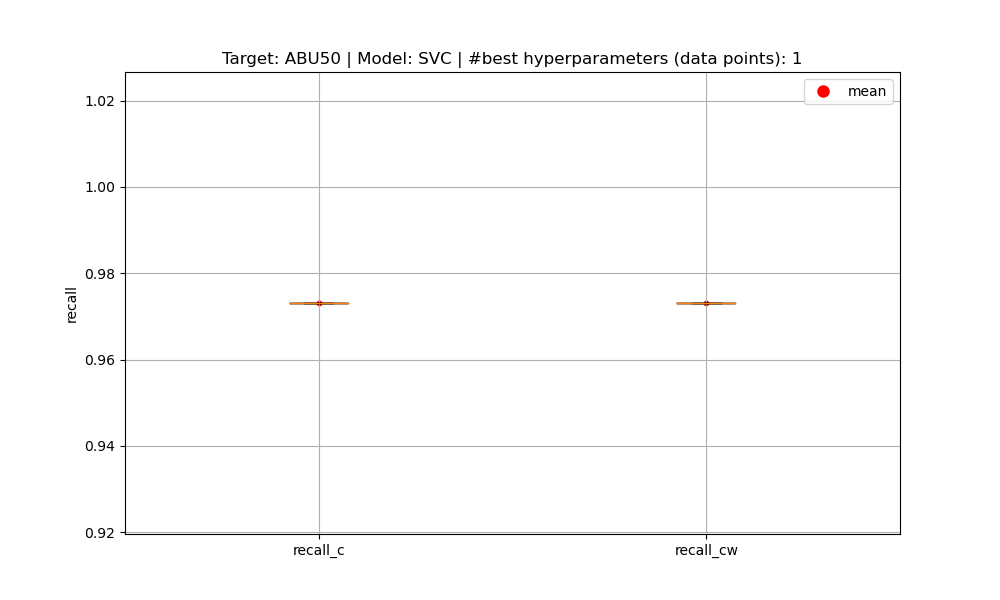 Target: ABU50 | Model: SVC | #best hyperparameters (data points): 1
mean
1.02
1.00
0.98
0.96
0.94
0.92
recall
recall_c
recall_cw